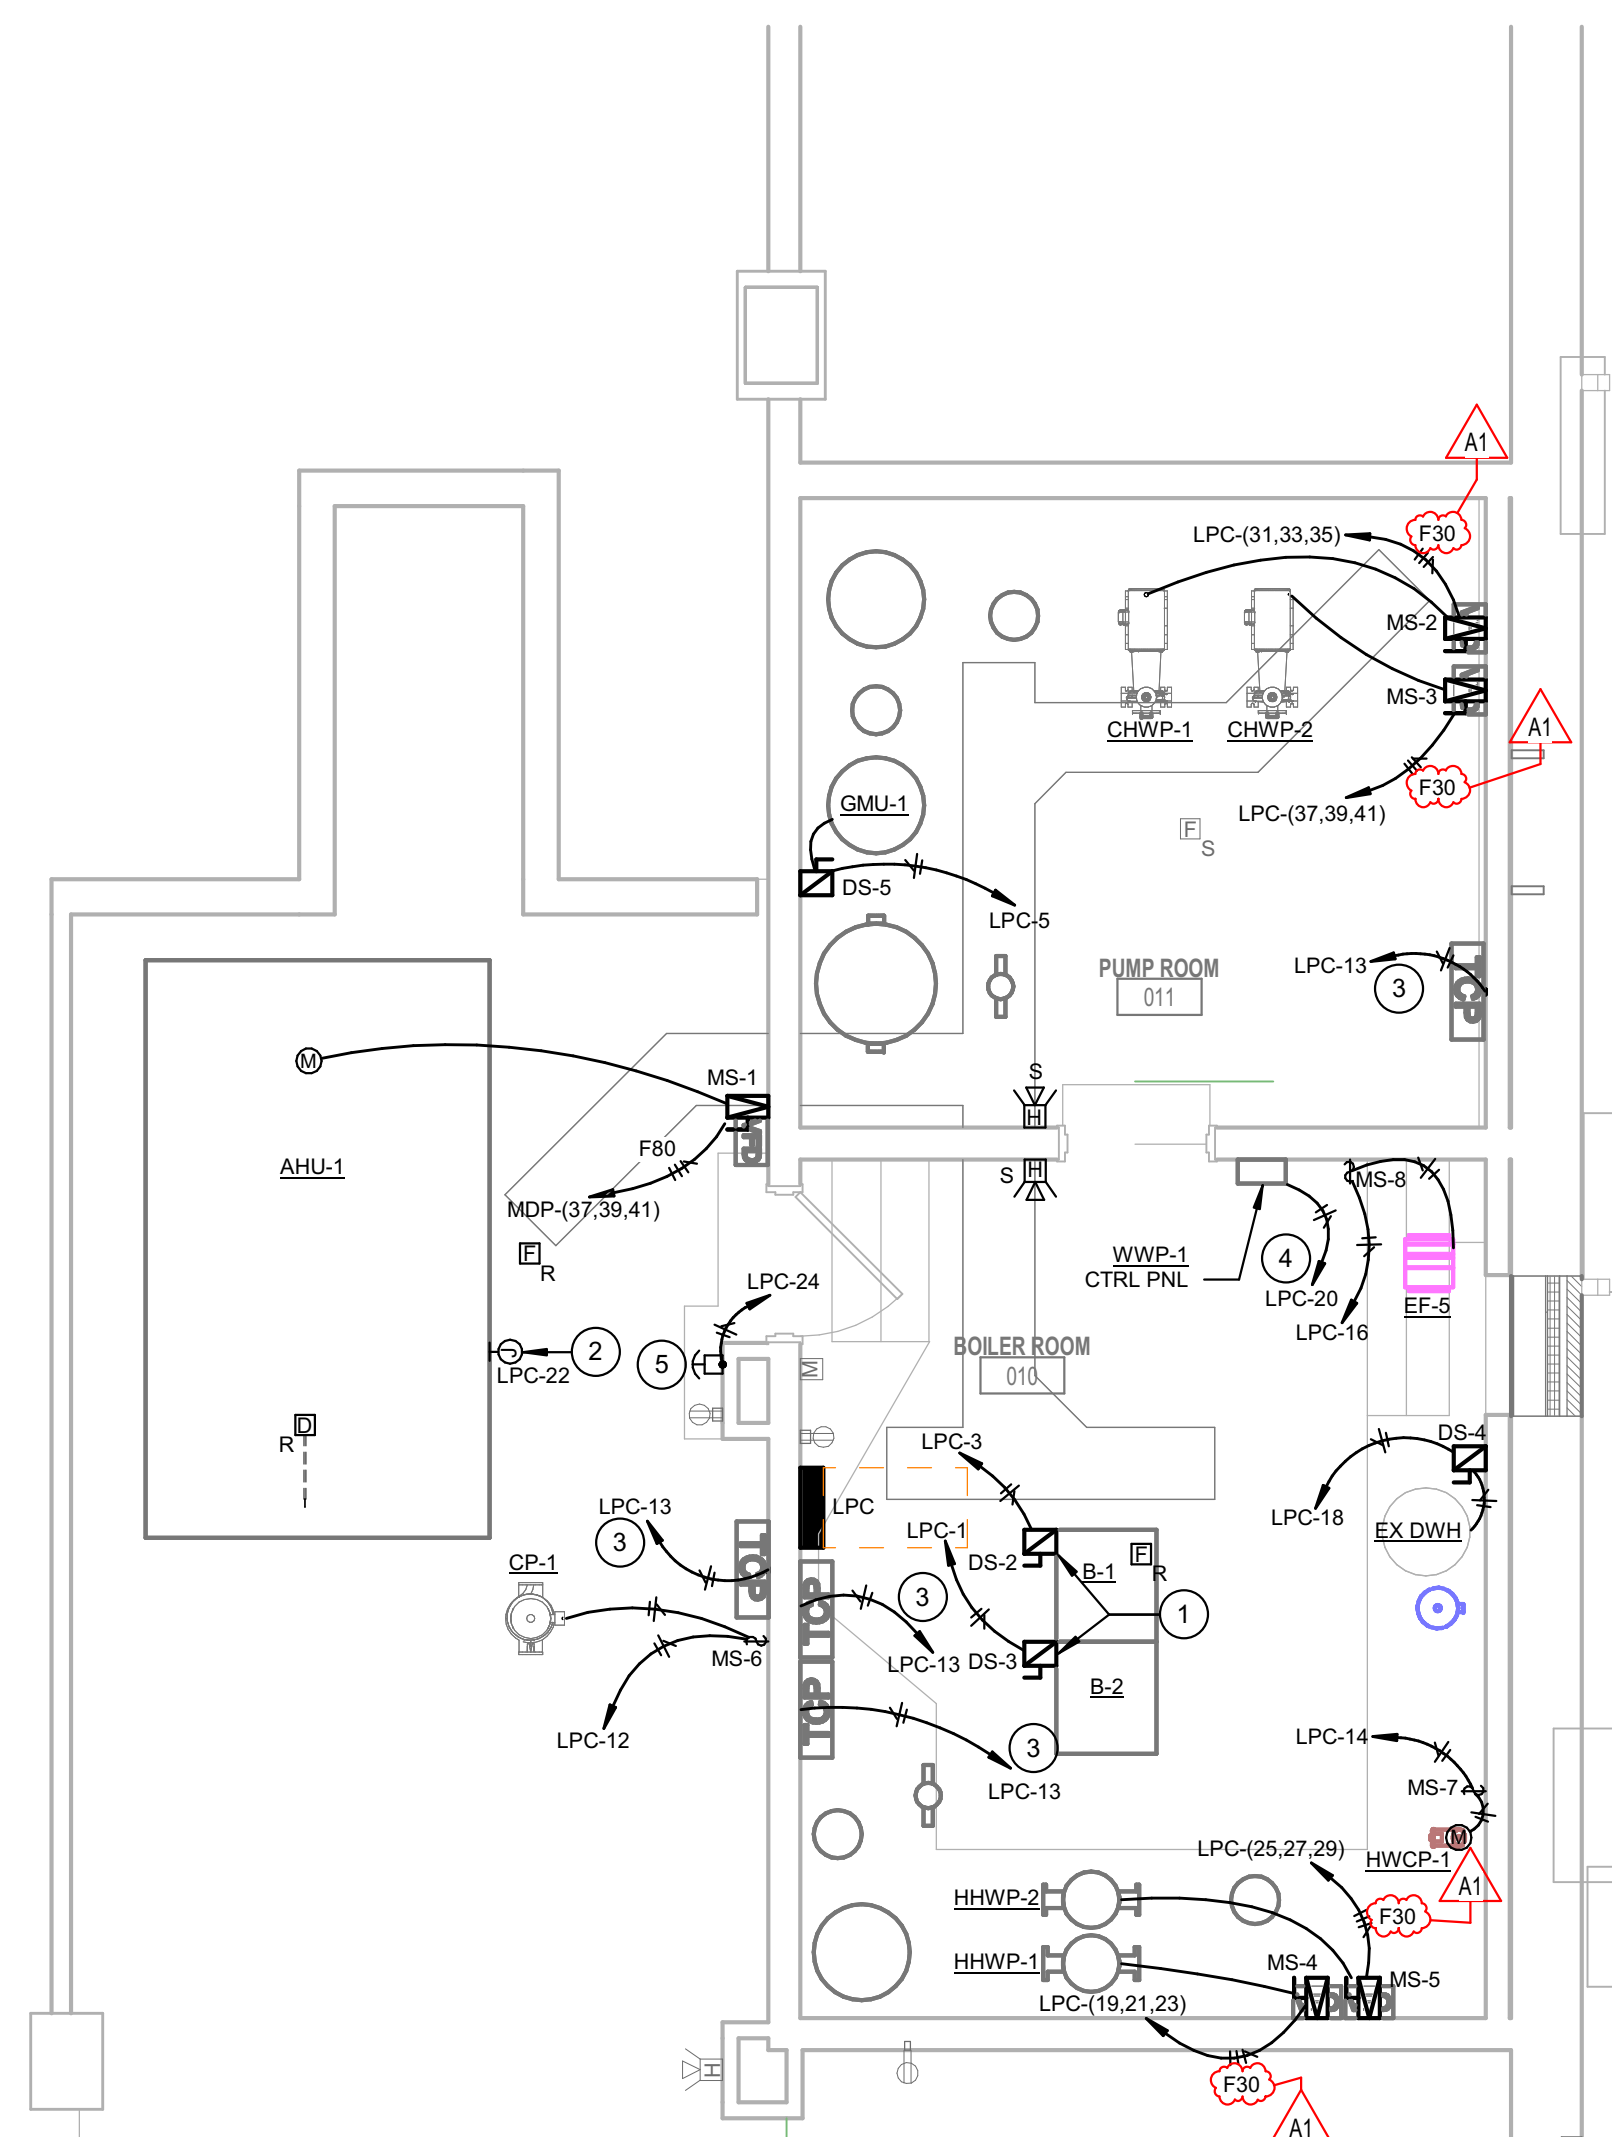 A1
F30
LPC-(31,33,35)
MS-2
MS-3
CHWP-1
CHWP-2
A1
F30
LPC-(37,39,41)
GMU-1
F
S
DS-5
LPC-5
LPC-13
3
TCP
PUMP ROOM
011
M
MS-1
VFD
S
H
F80
AHU-1
MDP-(37,39,41)
F
R
S
H
MS-8
WWP-1
CTRL PNL
4
LPC-20
LPC-16
EF-5
LPC-24
2
J
LPC-22
5
M
BOILER ROOM
010
D
R
LPC-3
DS-4
LPC
LPC-18
EX DWH
LPC-13
3
TCP
LPC-1
DS-2
B-1
F
R
CP-1
TCP
3
1
MS-6
LPC-13
DS-3
B-2
TCP
LPC-12
3
LPC-13
LPC-14
MS-7
M
HWCP-1
LPC-(25,27,29)
A1
F30
HHWP-2
HHWP-1
MS-4
MS-5
LPC-(19,21,23)
H
F30
A1